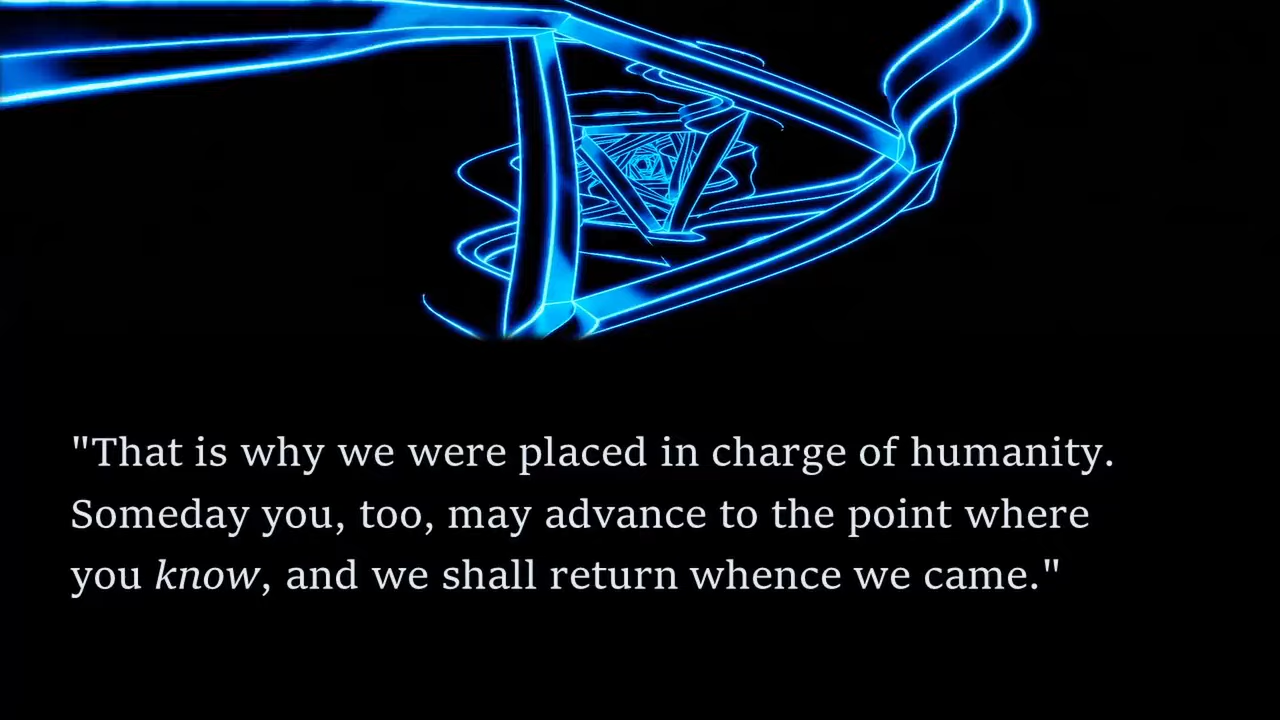 "That is why we were placed in charge of humanity.
Someday you, too, may advance to the point where
you know, and we shall return whence we came."